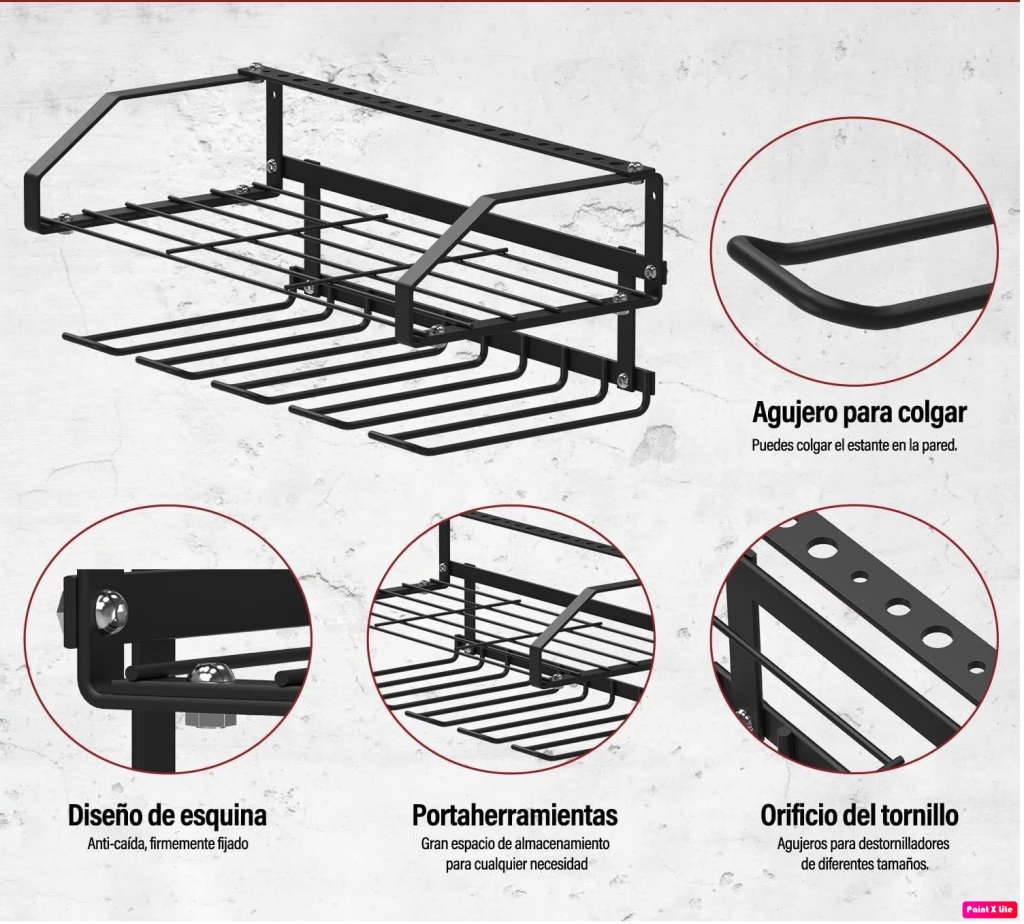 Agujero para colgar
Puedes colgar el estante en la pared.
Diseño de esquina
Anti-caída, firmemente fijado
Portaherramientas
Gran espacio de almacenamiento
para cualquier necesidad
Orificio del tornillo
Agujeros para destornilladores
de diferentes tamaños.
Paint X Lite